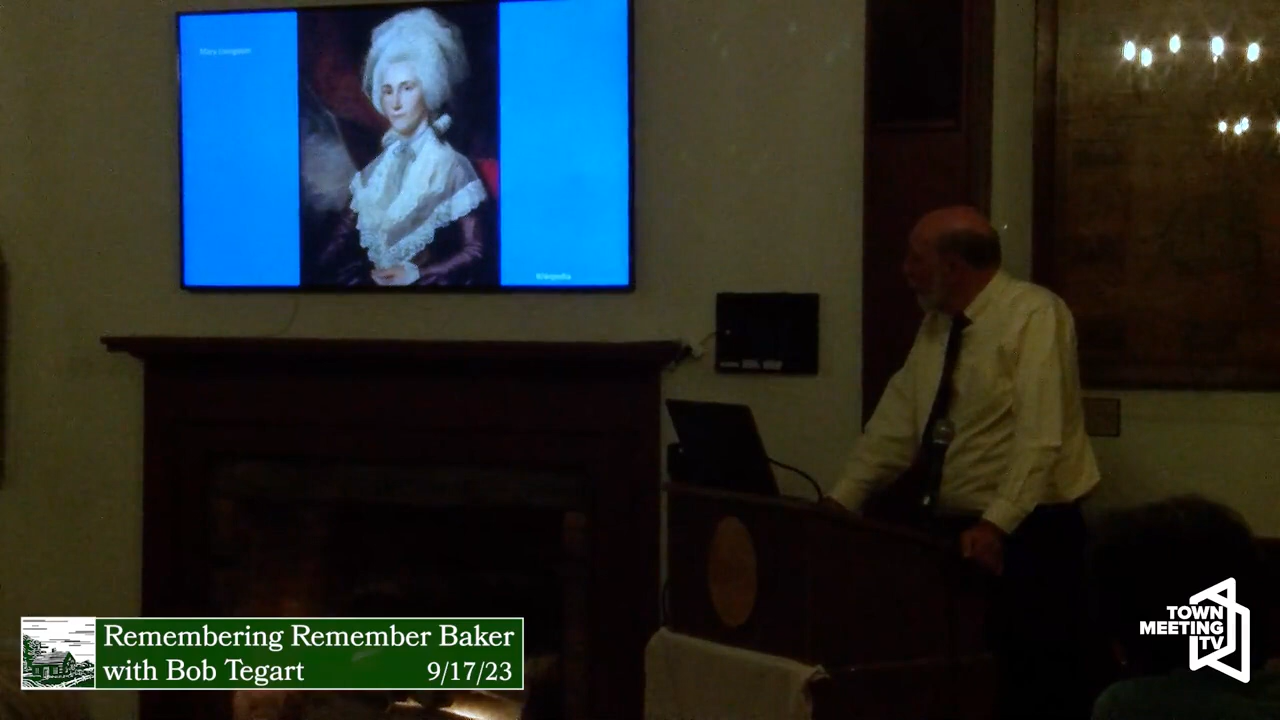 Mary Livingston
Wikipedia
Remembering Remember Baker
with Bob Tegart 9/17/23
TOWN
MEETING
TV